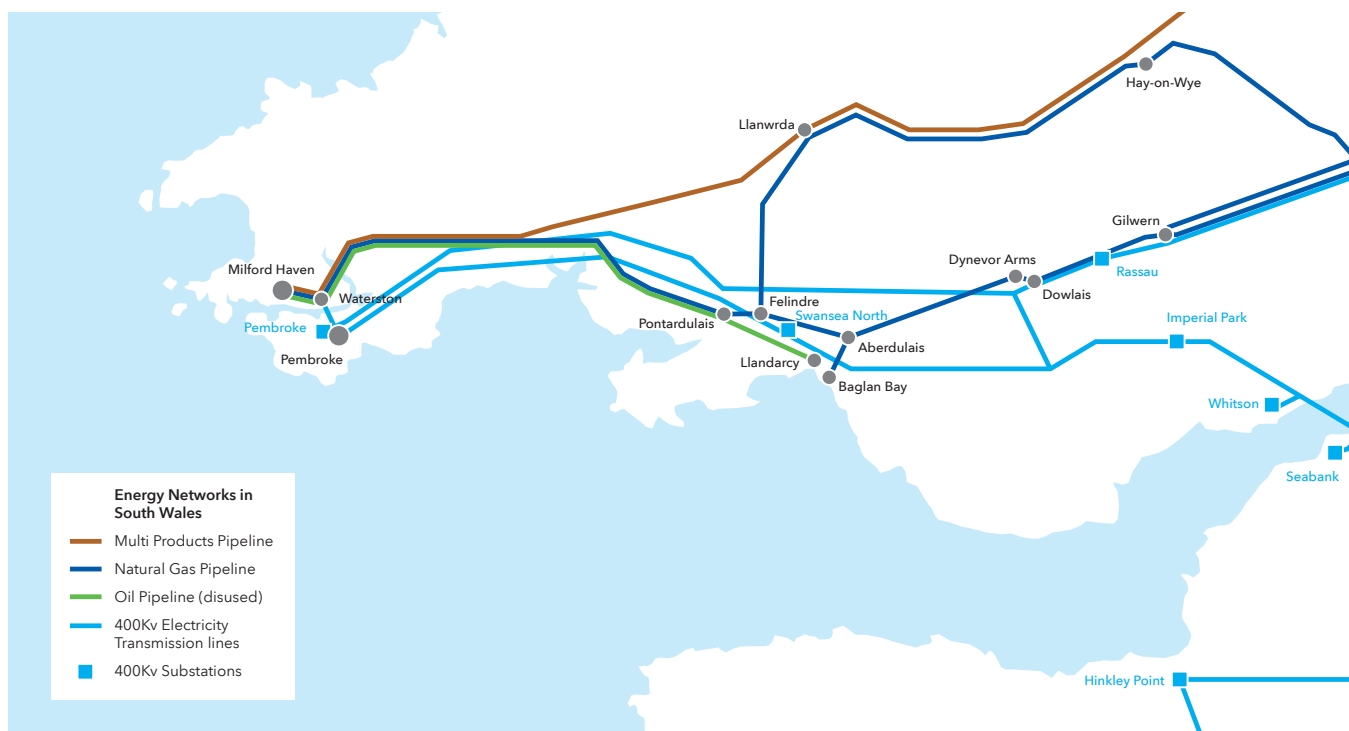 Hay-on-Wye
Llanwrda
Gilwern
Dynevor Arms
Milford Haven
Rassau
Waterston
Dowlais
Felindre
Swansea North
Imperial Park
Pembroke
Pontardulais
Aberdulais
Pembroke
Llandarcy
Baglan Bay
Whitson
Seabank
Energy Networks in
South Wales
Multi Products Pipeline
Natural Gas Pipeline
Oil Pipeline (disused)
400Kv Electricity
Transmission lines
400Kv Substations
Hinkley Point